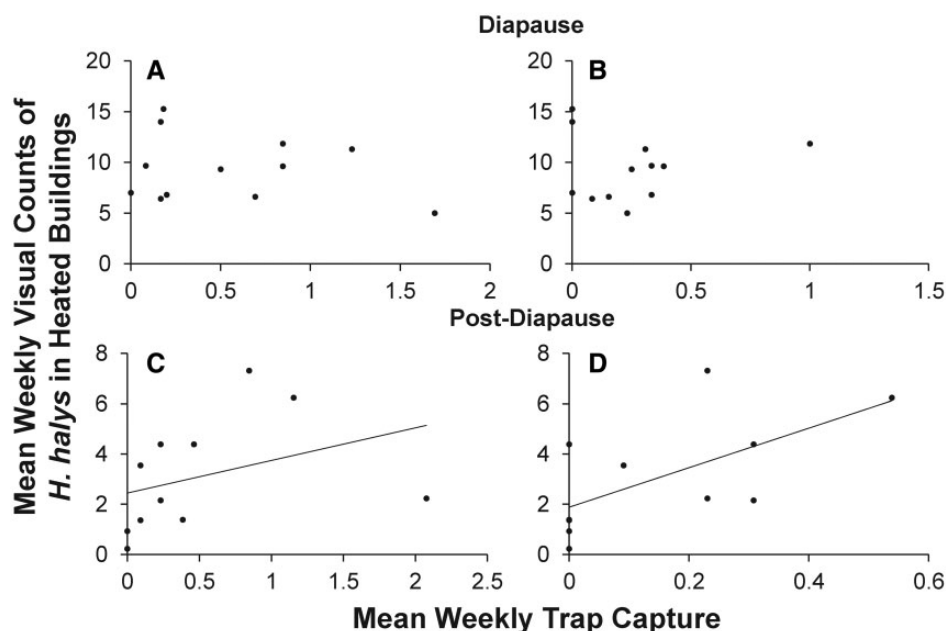 Diapause
Mean Weekly Visual Counts of
H. halys in Heated Buildings
A
20
15
10
5
0
0 0.5 1 1.5 2
B
20
15
10
5
0
0 0.5 1 1.5
Post-Diapause
C
8
6
4
2
0
0 0.5 1 1.5 2 2.5
D
8
6
4
2
0
0 0.2 0.4 0.6
Mean Weekly Trap Capture